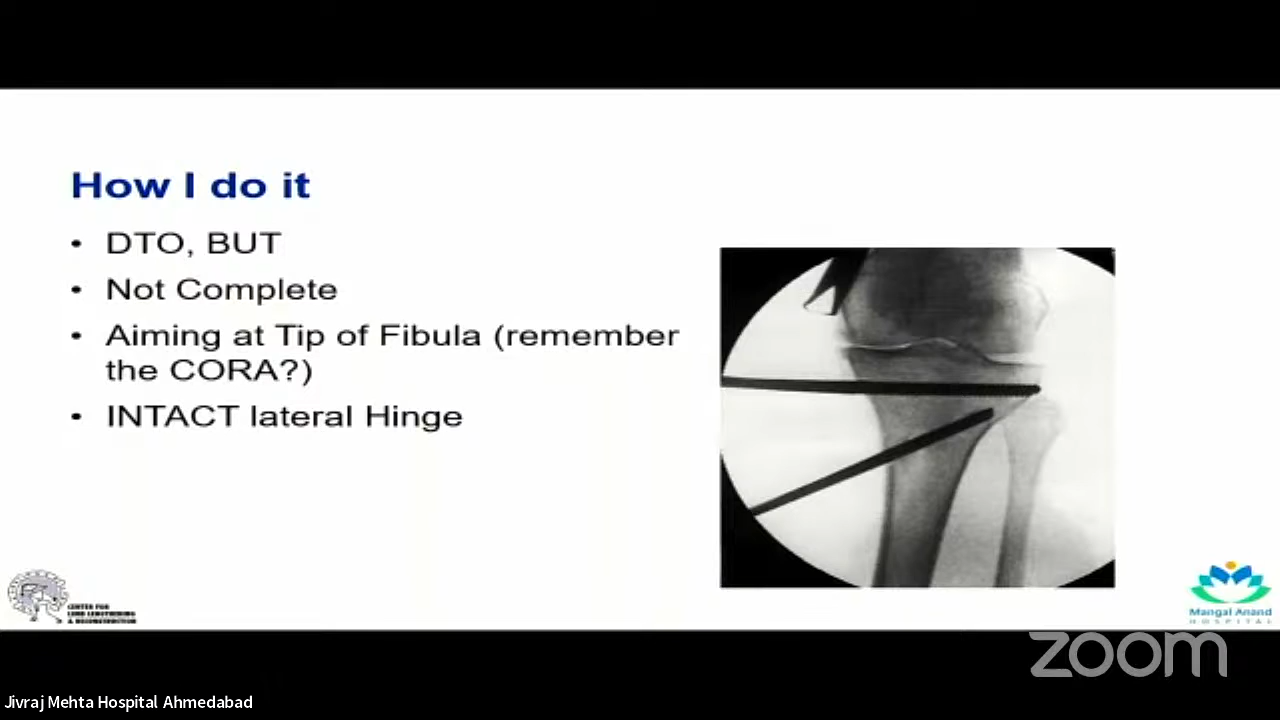 How I do it
• DTO, BUT
• Not Complete
• Aiming at Tip of Fibula (remember
the CORA?)
• INTACT lateral Hinge
CENTER FOR
LIMB LENGTHENING
& RECONSTRUCTION
Mangal Anand
HOSPITAL
zoom
Jivraj Mehta Hospital Ahmedabad